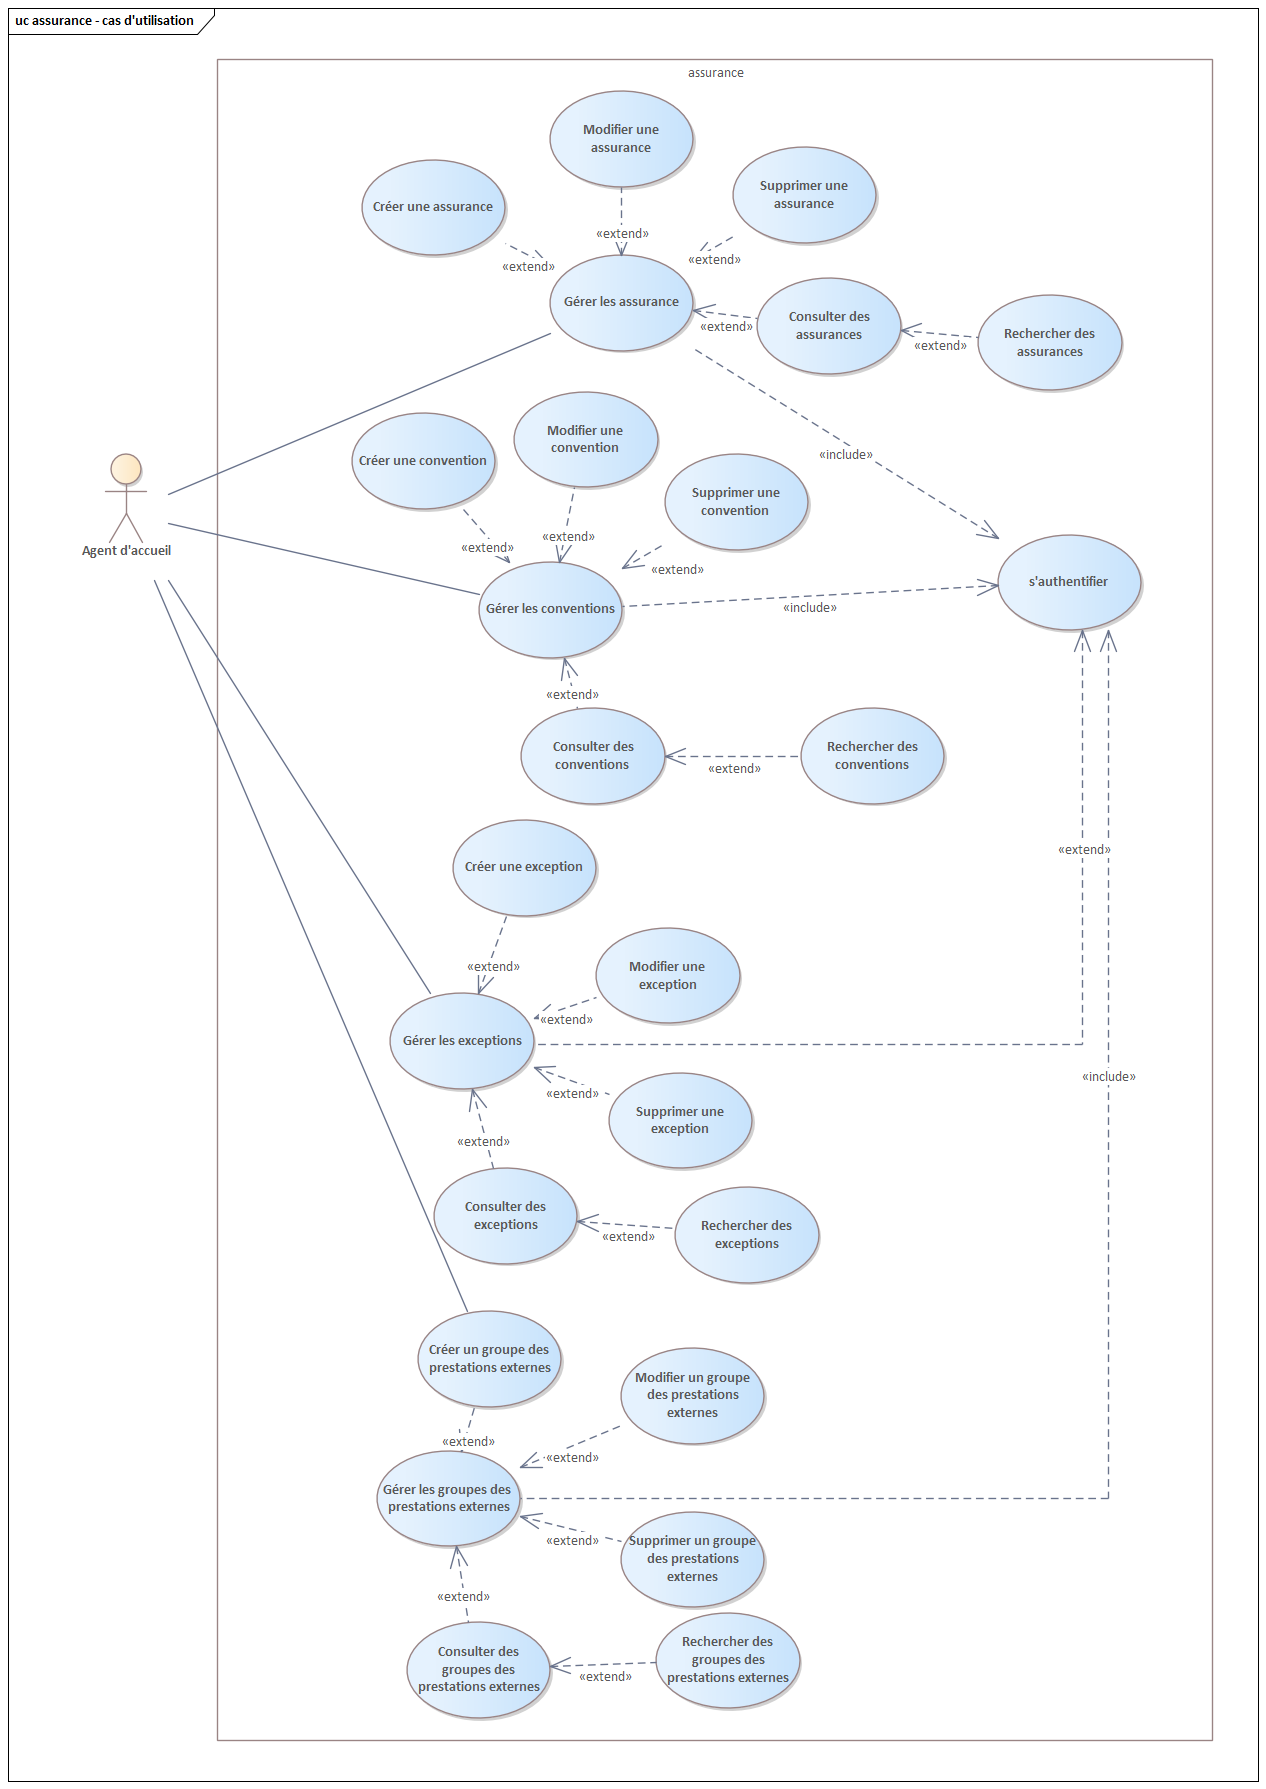 uc assurance - cas d'utilisation
assurance
Modifier une
assurance
Supprimer une
assurance
Créer une assurance
«extend»
«extend»
«extend»
Gérer les assurance
Consulter des
assurances
Rechercher des
assurances
«extend»
«extend»
Modifier une
convention
Créer une convention
«include»
Supprimer une
convention
«extend»
«extend»
«extend»
Agent d'accueil
s'authentifier
Gérer les conventions
«include»
«extend»
Consulter des
conventions
Rechercher des
conventions
«extend»
«extend»
Créer une exception
«extend»
Modifier une
exception
«extend»
Gérer les exceptions
«include»
«extend»
Supprimer une
exception
«extend»
Consulter des
exceptions
Rechercher des
exceptions
«extend»
Créer un groupe des
prestations externes
Modifier un groupe
des prestations
externes
«extend»
«extend»
Gérer les groupes des
prestations externes
«extend»
Supprimer un groupe
des prestations
externes
«extend»
Consulter des
groupes des
prestations externes
Rechercher des
groupes des
prestations externes
«extend»